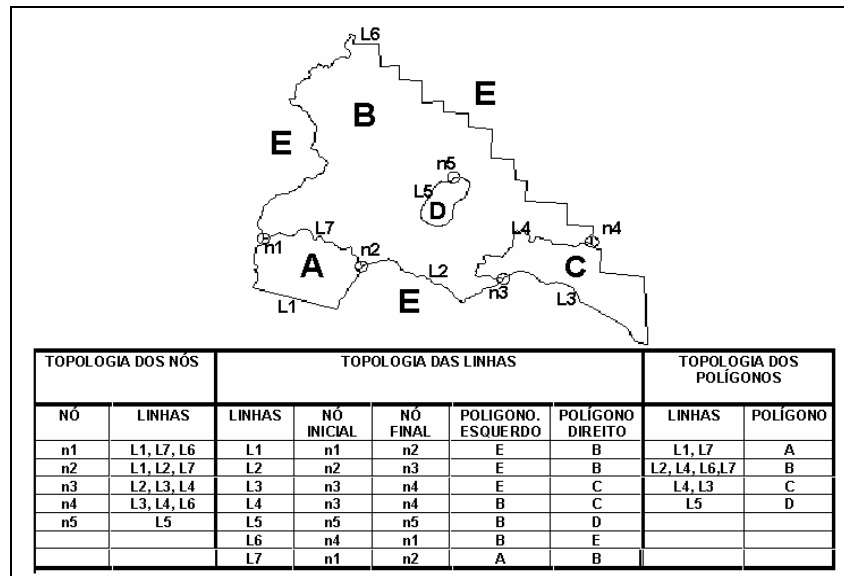 L6
B
E
E
n5
L5
D
L7
L4
n4
n1
n2
A
L2
C
n3
L1
E
L3
TOPOLOGIA DOS NÓS TOPOLOGIA DAS LINHAS TOPOLOGIA DOS
POLÍGONOS
NÓ LINHAS LINHAS NÓ INICIAL NÓ FINAL POLIGONO. ESQUERDO POLÍGONO DIREITO LINHAS POLÍGONO
n1 L1, L7, L6 L1 n1 n2 E B L1, L7 A
n2 L1, L2, L7 L2 n2 n3 E B L2, L4, L6,L7 B
n3 L2, L3, L4 L3 n3 n4 E C L4, L3 C
n4 L3, L4, L6 L4 n3 n4 B C L5 D
n5 L5 L5 n5 n5 B D
L6 n4 n1 B E
L7 n1 n2 A B